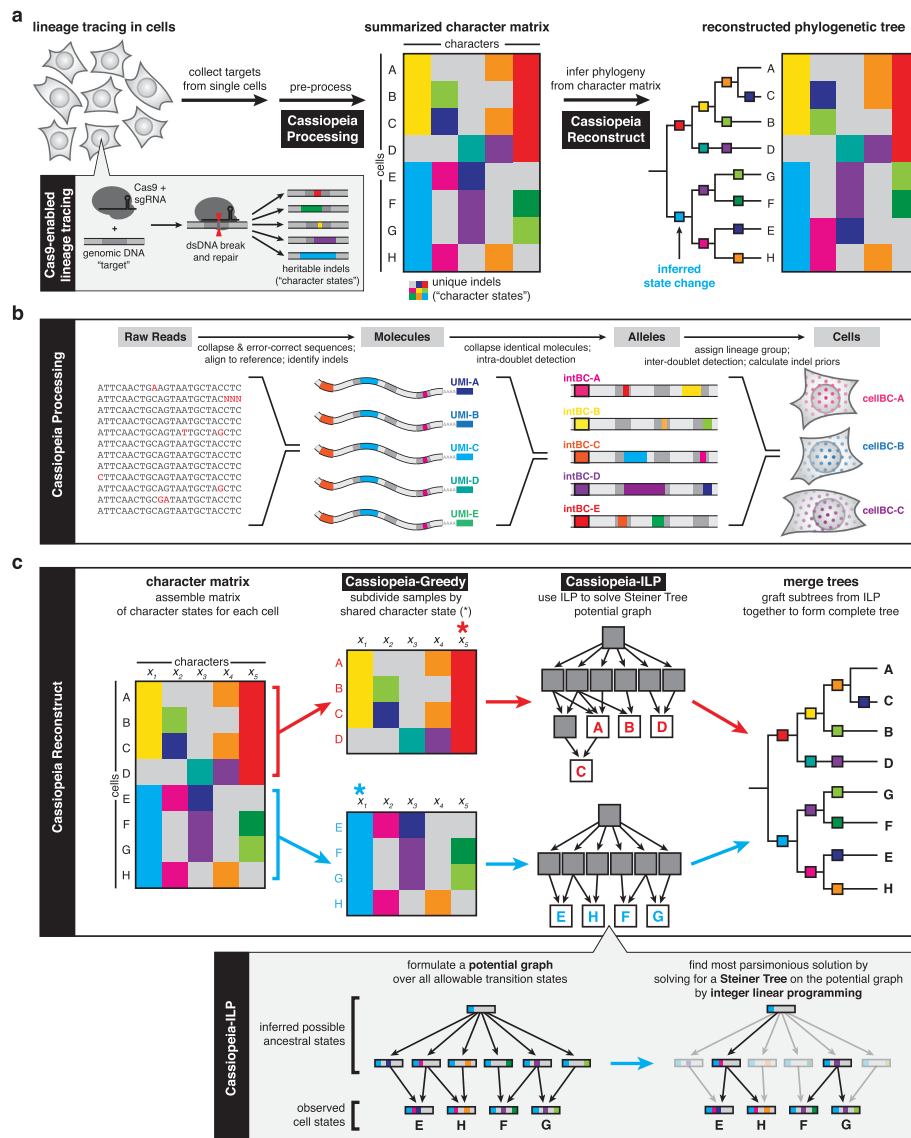 a
lineage tracing in cells
summarized character matrix
reconstructed phylogenetic tree
characters
collect targets
from single cells
pre-process
Cassiopeia
Processing
infer phylogeny
from character matrix
Cassiopeia
Reconstruct
cells
A
B
C
D
E
F
G
H
A
C
B
D
G
F
E
H
inferred
state change
unique indels
("character states")
Cas9-enabled
lineage tracing
Cas9 +
sgRNA
+
genomic DNA
"target"
dsDNA break
and repair
heritable indels
("character states")
b
Cassiopeia Processing
Raw Reads
Molecules
Alleles
Cells
collapse & error-correct sequences;
align to reference; identify indels
collapse identical molecules;
intra-doublet detection
assign lineage group;
inter-doublet detection; calculate indel priors
ATTCAACTGAAGTAATGCTACCTC
ATTCAACTGCAGTAATGCTACNNN
ATTCAACTGCAGTAATGCTACCTC
ATTCAACTGCAGTAATGCTACCTC
ATTCAACTGCAGTATTGCTAGCTC
ATTCAACTGCAGTAATGCTACCTC
ATTCAACTGCAGTAATGCTACCTC
CTTCAACTGCAGTAATGCTACCTC
ATTCAACTGCAGTAATGCTAGCTC
ATTCAACTGCGATAATGCTACCTC
ATTCAACTGCAGTAATGCTACCTC
AAAA
UMI-A
AAAA
UMI-B
AAAA
UMI-C
AAAA
UMI-D
AAAA
UMI-E
intBC-A
intBC-B
intBC-C
intBC-D
intBC-E
cellBC-A
cellBC-B
cellBC-C
c
Cassiopeia Reconstruct
character matrix
assemble matrix
of character states for each cell
Cassiopeia-Greedy
subdivide samples by
shared character state (*)
Cassiopeia-ILP
use ILP to solve Steiner Tree
potential graph
merge trees
graft subtrees from ILP
together to form complete tree
characters
x1 x2 x3 x4 x5
cells
A
B
C
D
E
F
G
H
*
x1 x2 x3 x4 x5
A
B
C
D
*
x1 x2 x3 x4 x5
E
F
G
H
A B D
C
E H F G
A
C
B
D
G
F
E
H
Cassiopeia-ILP
formulate a potential graph
over all allowable transition states
find most parsimonious solution by
solving for a Steiner Tree on the potential graph
by integer linear programming
inferred possible
ancestral states
observed
cell states
E H F G
E H F G